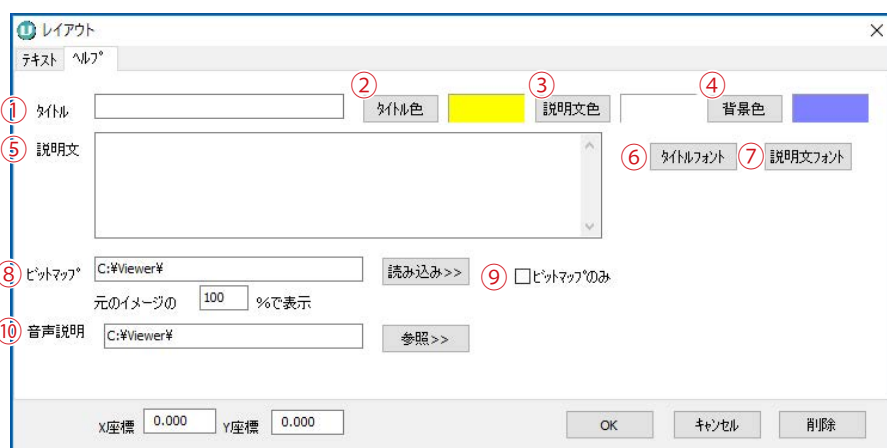 レイアウト
テキスト ﾍﾙﾌﾟ
② ③ ④
① ﾀｲﾄﾙ ﾀｲﾄﾙ色 説明文色 背景色
⑤ 説明文 ⑥ ﾀｲﾄﾙﾌｫﾝﾄ ⑦ 説明文ﾌｫﾝﾄ
⑧ ﾋﾞｯﾄﾏｯﾌﾟ C:¥Viewer¥ 読み込み>> ⑨ ﾋﾞｯﾄﾏｯﾌﾟのみ
元のイメージの 100 %で表示
⑩ 音声説明 C:¥Viewer¥ 参照>>
X座標 0.000 Y座標 0.000 OK ｷｬﾝｾﾙ 削除